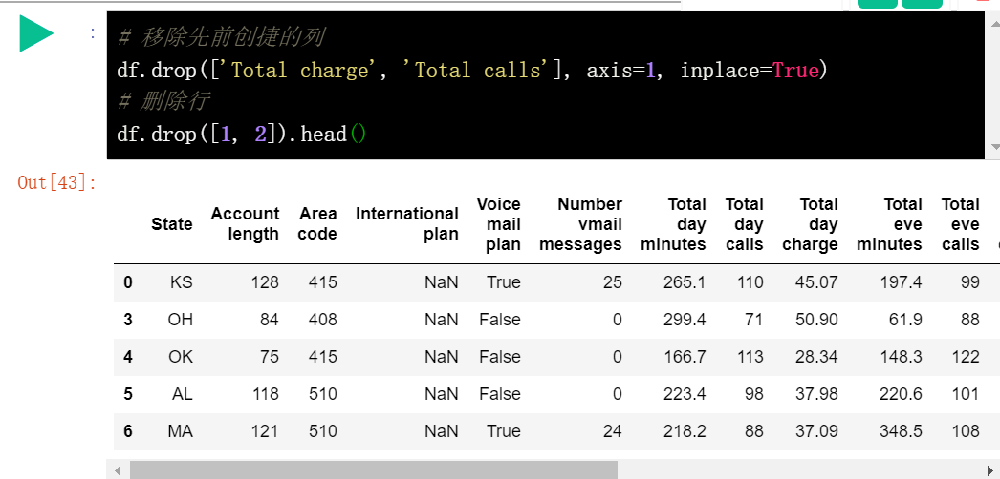 :
# 移除先前创捷的列
df.drop(['Total charge', 'Total calls'], axis=1, inplace=True)
# 删除行
df.drop([1, 2]).head()
Out[43]:
State Account length Area code International plan Voice mail plan Number vmail messages Total day minutes Total day calls Total day charge Total eve minutes Total eve calls
0 KS 128 415 NaN True 25 265.1 110 45.07 197.4 99
3 OH 84 408 NaN False 0 299.4 71 50.90 61.9 88
4 OK 75 415 NaN False 0 166.7 113 28.34 148.3 122
5 AL 118 510 NaN False 0 223.4 98 37.98 220.6 101
6 MA 121 510 NaN True 24 218.2 88 37.09 348.5 108